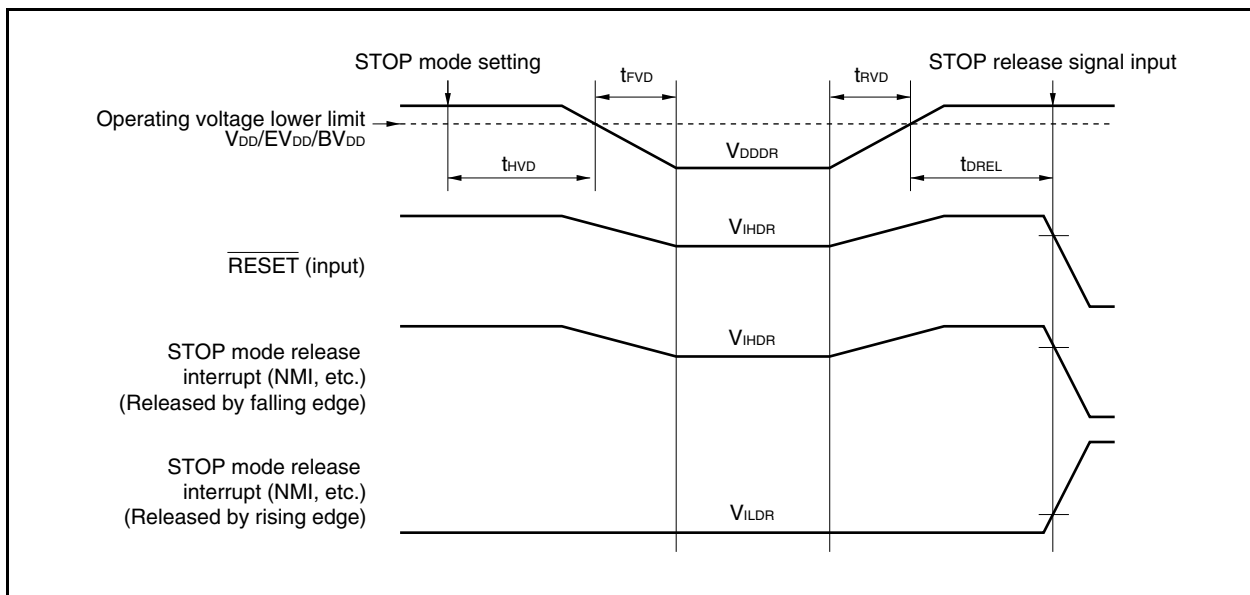 STOP mode setting
STOP release signal input
tFVD
tRVD
Operating voltage lower limit
VDD/EVDD/BVDD
VDDDR
tHVD
tDREL
VIHDR
RESET (input)
VIHDR
STOP mode release
interrupt (NMI, etc.)
(Released by falling edge)
STOP mode release
interrupt (NMI, etc.)
(Released by rising edge)
VILDR